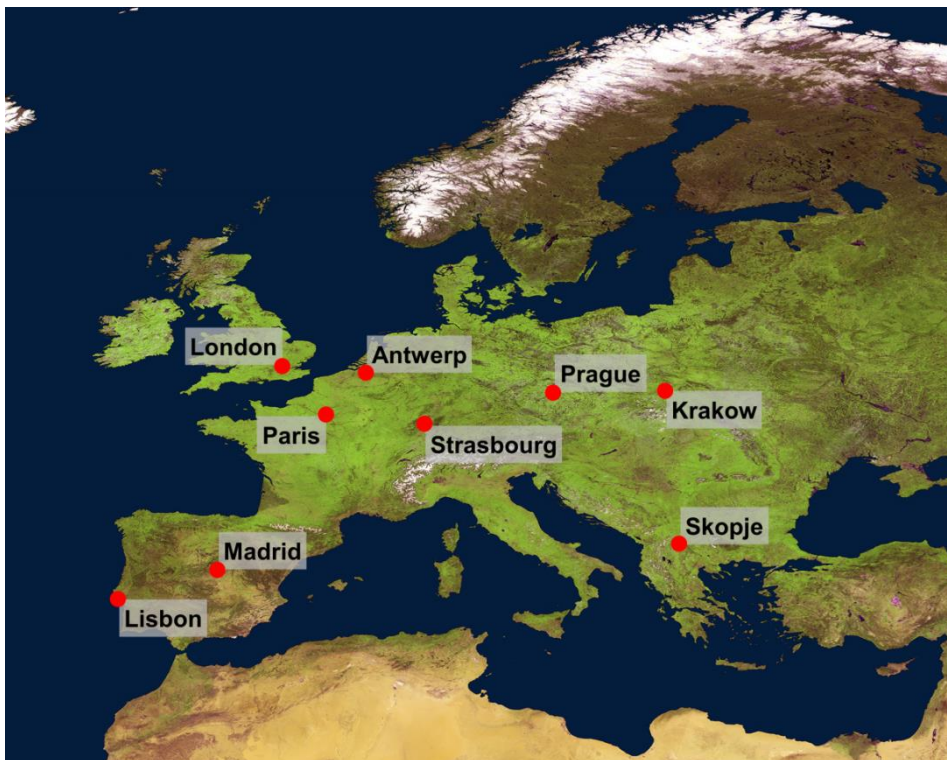 London
Antwerp
Prague
Krakow
Paris
Strasbourg
Skopje
Madrid
Lisbon